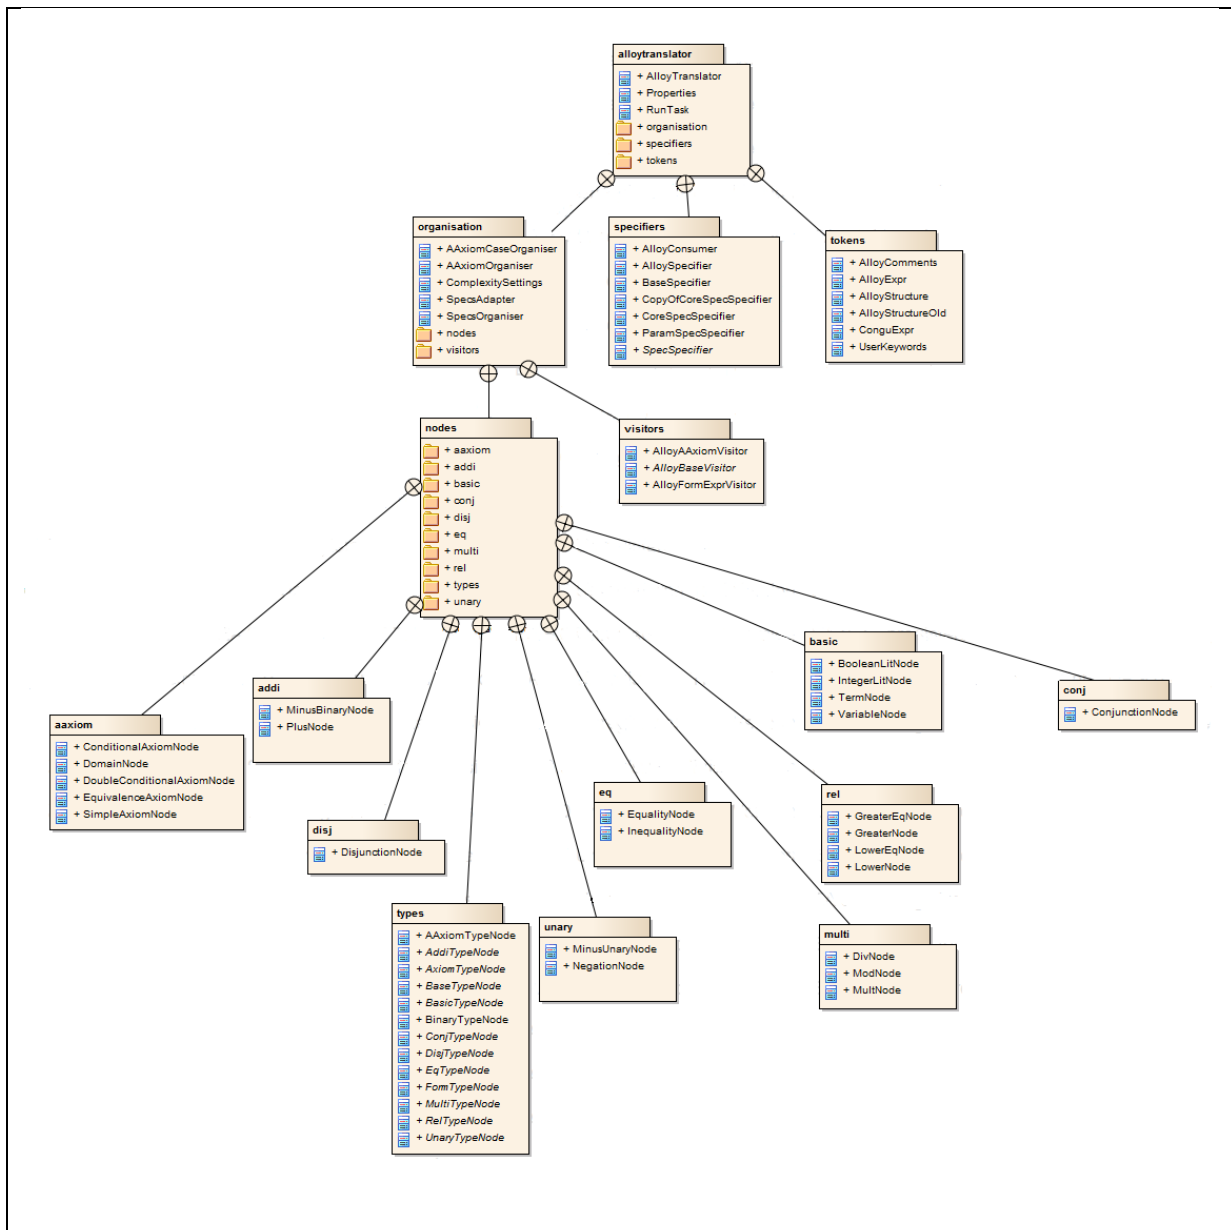 alloytranslator
+ AlloyTranslator
+ Properties
+ RunTask
+ organisation
+ specifiers
+ tokens
organisation
+ AAxiomCaseOrganiser
+ AAxiomOrganiser
+ ComplexitySettings
+ SpecsAdapter
+ SpecsOrganiser
+ nodes
+ visitors
specifiers
+ AlloyConsumer
+ AlloySpecifier
+ BaseSpecifier
+ CopyOfCoreSpecSpecifier
+ CoreSpecSpecifier
+ ParamSpecSpecifier
+ SpecSpecifier
tokens
+ AlloyComments
+ AlloyExpr
+ AlloyStructure
+ AlloyStructureOld
+ ConguExpr
+ UserKeywords
nodes
+ aaxiom
+ addi
+ basic
+ conj
+ disj
+ eq
+ multi
+ rel
+ types
+ unary
visitors
+ AlloyAAxiomVisitor
+ AlloyBaseVisitor
+ AlloyFormExprVisitor
basic
+ BooleanLitNode
+ IntegerLitNode
+ TermNode
+ VariableNode
conj
+ ConjunctionNode
addi
+ MinusBinaryNode
+ PlusNode
aaxiom
+ ConditionalAxiomNode
+ DomainNode
+ DoubleConditionalAxiomNode
+ EquivalenceAxiomNode
+ SimpleAxiomNode
eq
+ EqualityNode
+ InequalityNode
rel
+ GreaterEqNode
+ GreaterNode
+ LowerEqNode
+ LowerNode
disj
+ DisjunctionNode
types
+ AAxiomTypeNode
+ AddiTypeNode
+ AxiomTypeNode
+ BaseTypeNode
+ BasicTypeNode
+ BinaryTypeNode
+ ConjTypeNode
+ DisjTypeNode
+ EqTypeNode
+ FormTypeNode
+ MultiTypeNode
+ RelTypeNode
+ UnaryTypeNode
unary
+ MinusUnaryNode
+ NegationNode
multi
+ DivNode
+ ModNode
+ MultNode